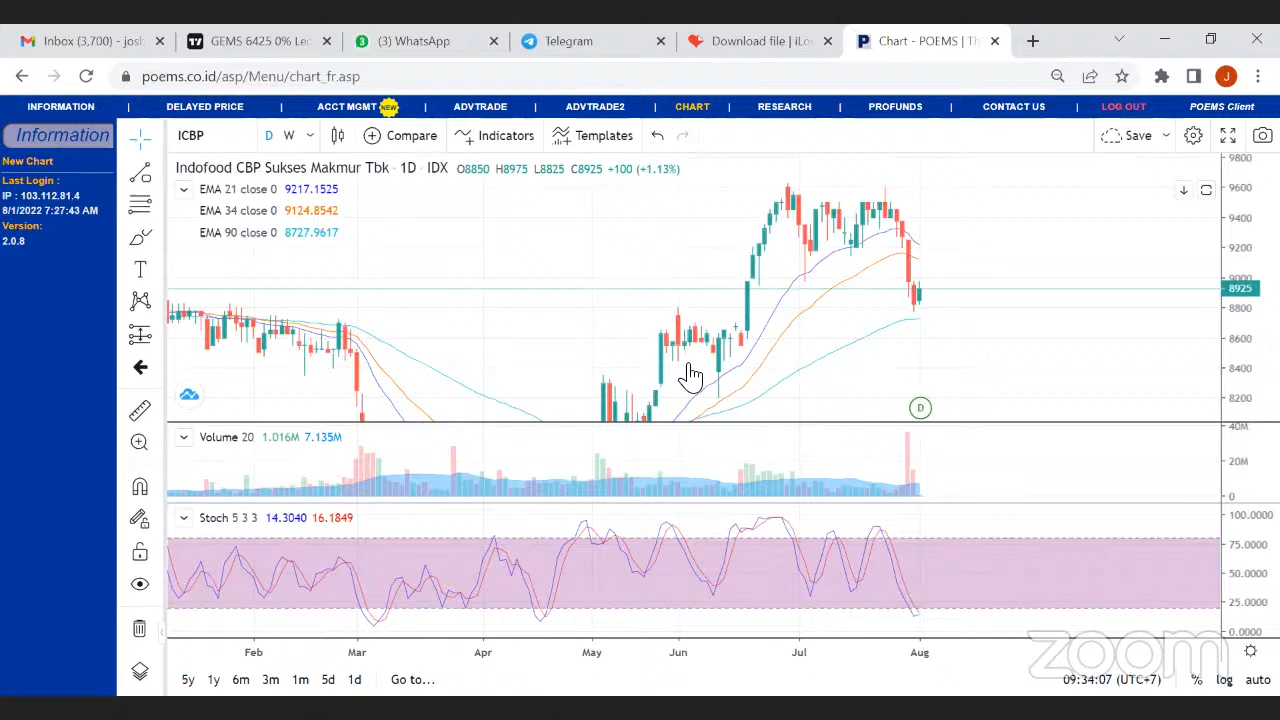 Inbox (3,700) - josh
GEMS 6425 0% Lec
(3) WhatsApp
Telegram
Download file | iLov
Chart - POEMS | Th
poems.co.id/asp/Menu/chart_fr.asp
J
INFORMATION | DELAYED PRICE | ACCT MGMT NEW | ADVTRADE | ADVTRADE2 | CHART | RESEARCH | PROFUNDS | CONTACT US | LOG OUT POEMS Client
Information
New Chart
Last Login :
IP : 103.112.81.4
8/1/2022 7:27:43 AM
Version:
2.0.8
ICBP D W Compare Indicators Templates Save
Indofood CBP Sukses Makmur Tbk · 1D · IDX O8850 H8975 L8825 C8925 +100 (+1.13%)
EMA 21 close 0 9217.1525
EMA 34 close 0 9124.8542
EMA 90 close 0 8727.9617
9800
9600
9400
9200
9000
8925
8800
8600
8400
8200
D
Volume 20 1.016M 7.135M
40M
20M
0
Stoch 5 3 3 14.3040 16.1849
100.0000
75.0000
50.0000
25.0000
0.0000
Feb Mar Apr May Jun Jul Aug
zoom
5y 1y 6m 3m 1m 5d 1d Go to... 09:34:07 (UTC+7) % log auto